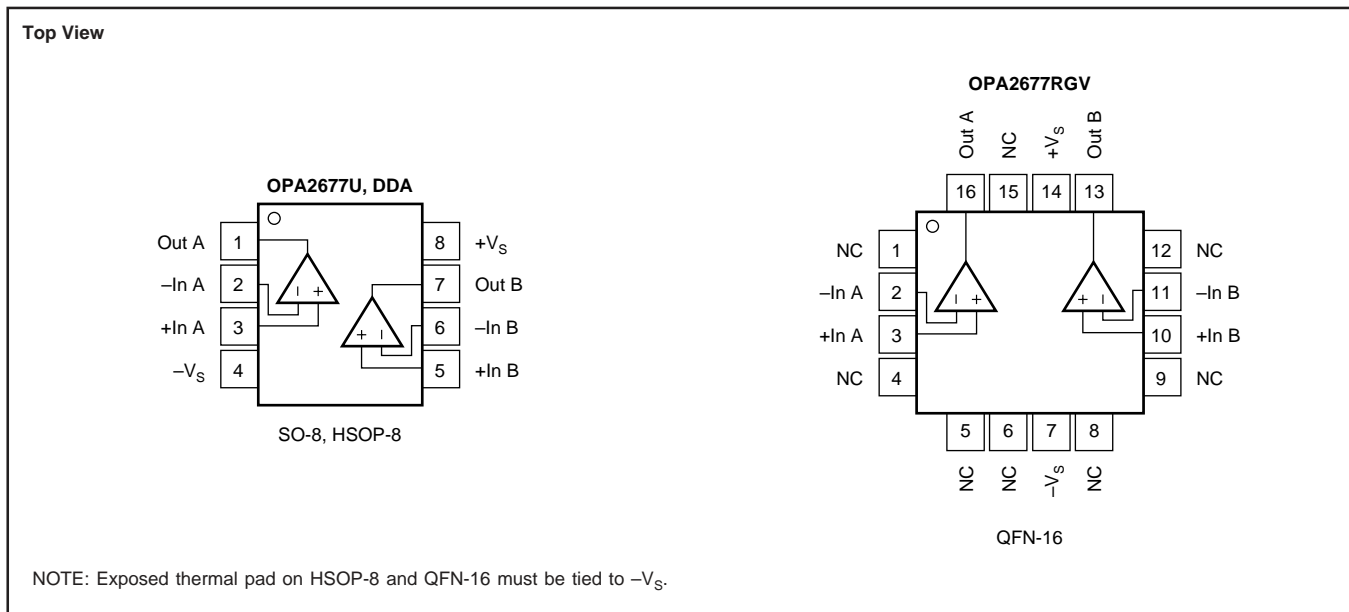 Top View
OPA2677U, DDA
Out A 1
–In A 2
+In A 3
–VS 4
8 +VS
7 Out B
6 –In B
5 +In B
– +
+ –
SO-8, HSOP-8
OPA2677RGV
Out A NC +VS Out B
16 15 14 13
NC 1
–In A 2
+In A 3
NC 4
12 NC
11 –In B
10 +In B
9 NC
– +
+ –
5 6 7 8
NC NC –VS NC
QFN-16
NOTE: Exposed thermal pad on HSOP-8 and QFN-16 must be tied to –VS.